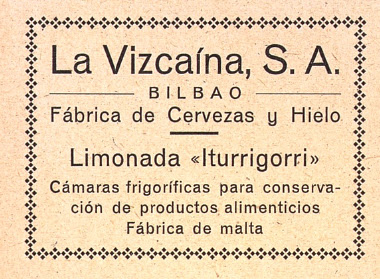 La Vizcaína, S. A.
BILBAO
Fábrica de Cervezas y Hielo
Limonada «Iturrigorri»
Cámaras frigoríficas para conserva-
ción de productos alimenticios
Fábrica de malta